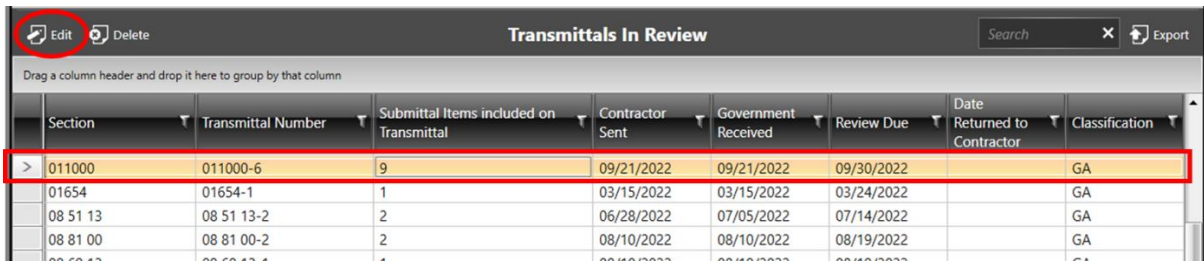 Edit Delete Transmittals In Review Search Export
Drag a column header and drop it here to group by that column
Section Transmittal Number Submittal Items included on Transmittal Contractor Sent Government Received Review Due Date Returned to Contractor Classification
011000 011000-6 9 09/21/2022 09/21/2022 09/30/2022 GA
01654 01654-1 1 03/15/2022 03/15/2022 03/24/2022 GA
08 51 13 08 51 13-2 2 06/28/2022 07/05/2022 07/14/2022 GA
08 81 00 08 81 00-2 2 08/10/2022 08/10/2022 08/19/2022 GA